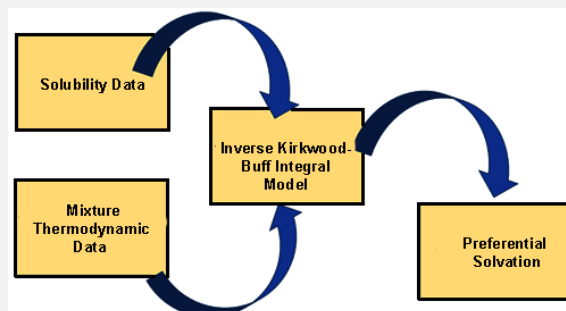 Solubility Data
Mixture
Thermodynamic
Data
Inverse Kirkwood-
Buff Integral
Model
Preferential
Solvation